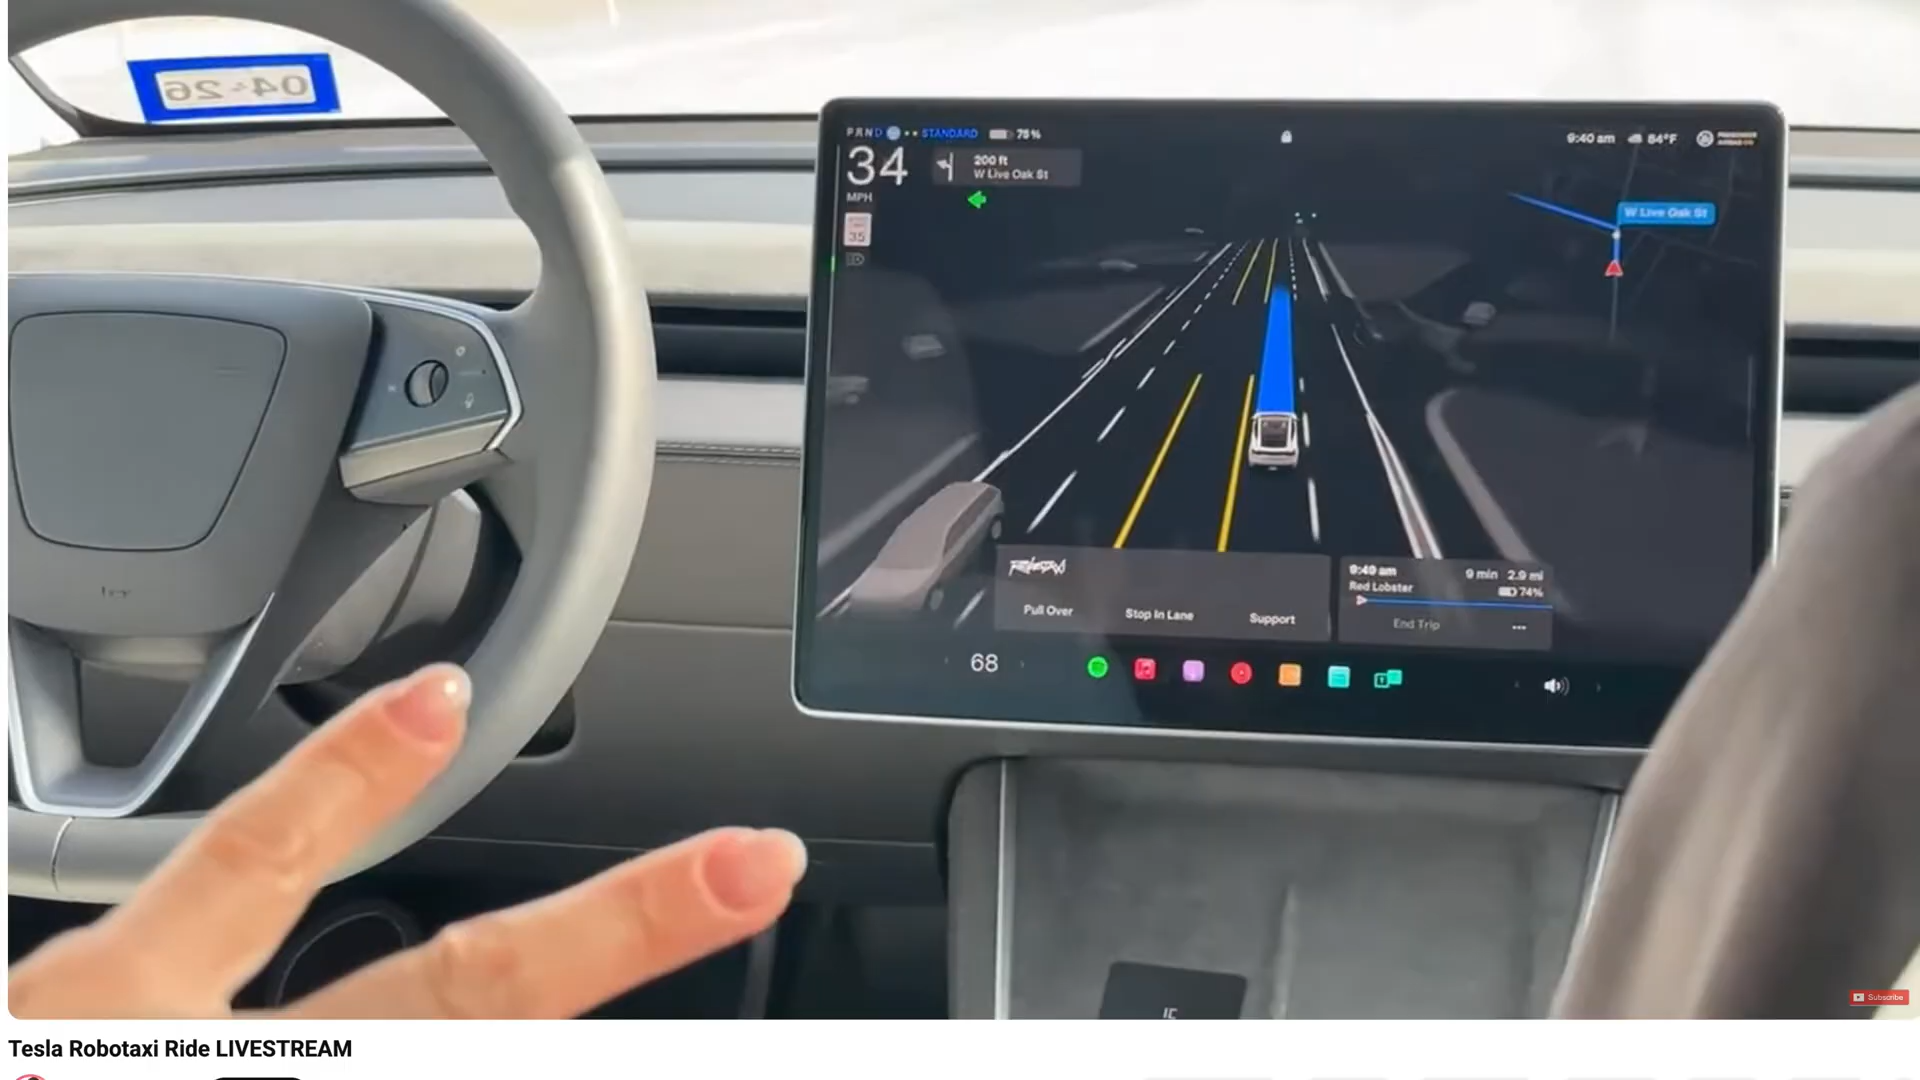 04 26
PRND
STANDARD
75%
9:40 am
84°F
34
MPH
200 ft
W Live Oak St
35
W Live Oak St
ROBOTAXI
Pull Over
Stop In Lane
Support
9:49 am
9 min
2.9 mi
Red Lobster
74%
End Trip
...
68
Subscribe
Tesla Robotaxi Ride LIVESTREAM